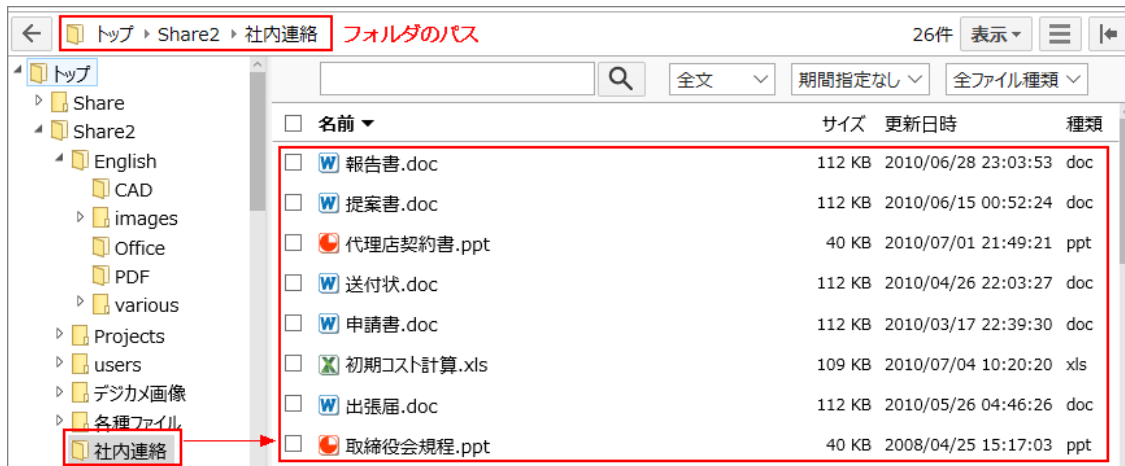 トップ Share2 社内連絡 フォルダのパス 26件 表示
トップ
Share
Share2
English
CAD
images
Office
PDF
various
Projects
users
デジカメ画像
各種ファイル
社内連絡
全文 期間指定なし 全ファイル種類
名前 サイズ 更新日時 種類
報告書.doc 112 KB 2010/06/28 23:03:53 doc
提案書.doc 112 KB 2010/06/15 00:52:24 doc
代理店契約書.ppt 40 KB 2010/07/01 21:49:21 ppt
送付状.doc 112 KB 2010/04/26 22:03:27 doc
申請書.doc 112 KB 2010/03/17 22:39:30 doc
初期コスト計算.xls 109 KB 2010/07/04 10:20:20 xls
出張届.doc 112 KB 2010/05/26 04:46:26 doc
取締役会規程.ppt 40 KB 2008/04/25 15:17:03 ppt